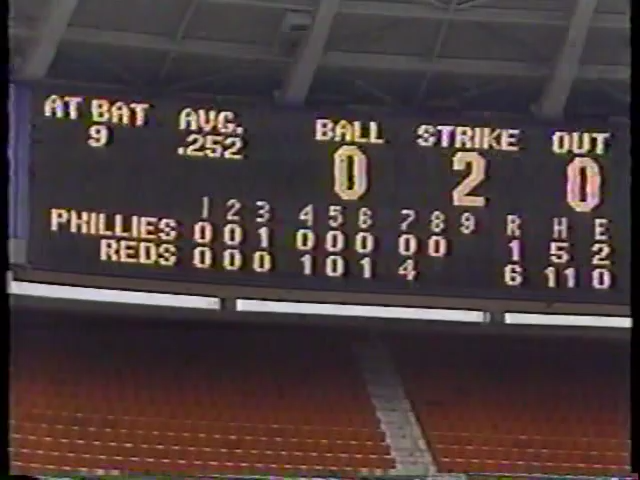 AT BAT AVG. BALL STRIKE OUT
9 .252 0 2 0
1 2 3 4 5 6 7 8 9 R H E
PHILLIES 0 0 1 0 0 0 0 0 1 5 2
REDS 0 0 0 1 0 1 4 6 11 0